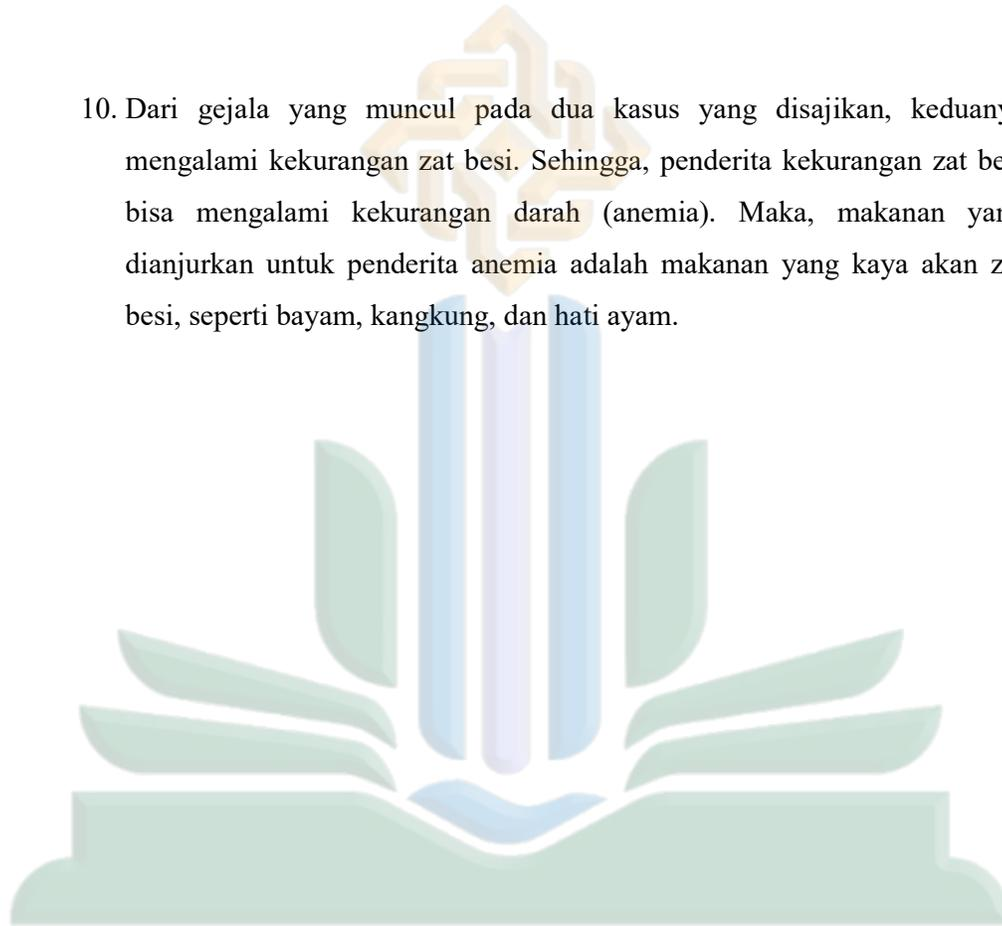 10. Dari gejala yang muncul pada dua kasus yang disajikan, keduany
mengalami kekurangan zat besi. Sehingga, penderita kekurangan zat be
bisa mengalami kekurangan darah (anemia). Maka, makanan yan
dianjurkan untuk penderita anemia adalah makanan yang kaya akan z
besi, seperti bayam, kangkung, dan hati ayam.